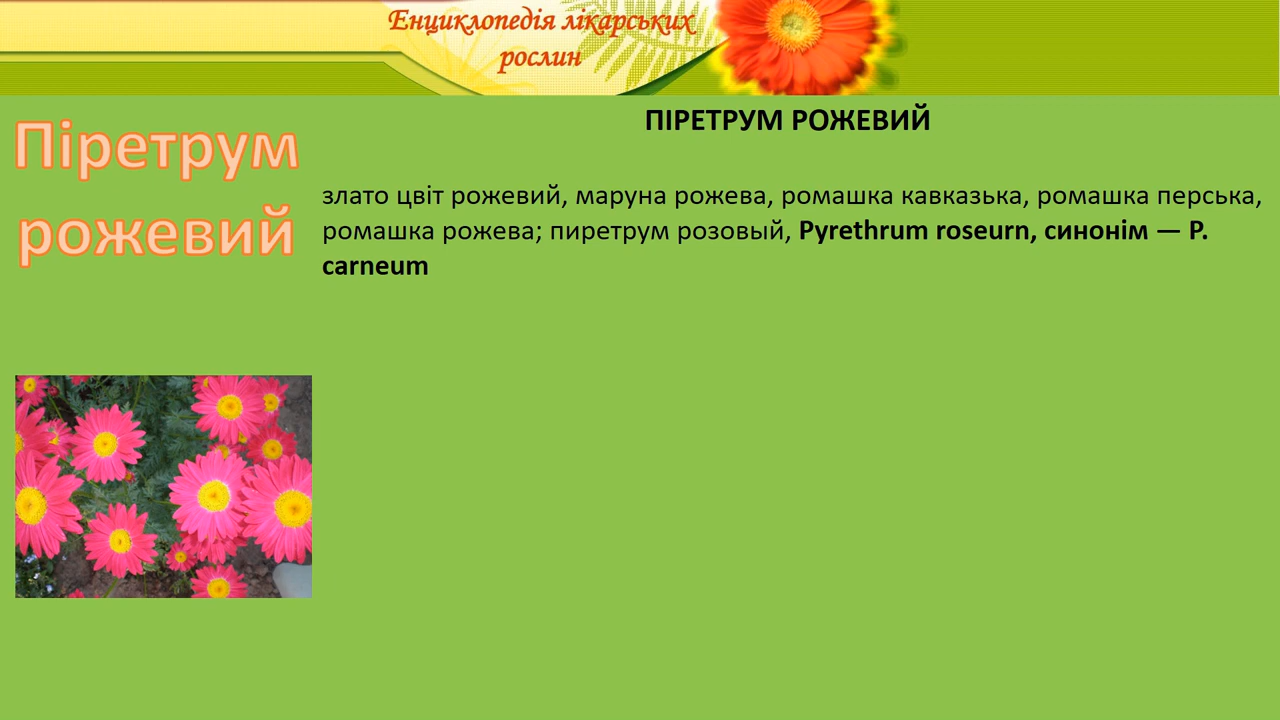 Енциклопедія лікарських
рослин
Піретрум
рожевий
ПІРЕТРУМ РОЖЕВИЙ
злато цвіт рожевий, маруна рожева, ромашка кавказька, ромашка перська,
ромашка рожева; пиретрум розовый, Pyrethrum roseurn, синонім — P.
carneum